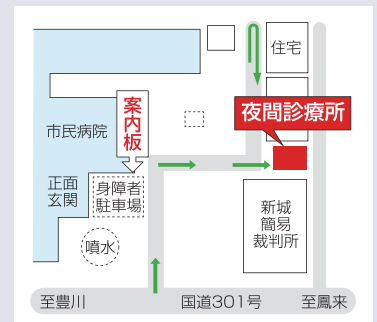 住宅
案内板
夜間診療所
市民病院
正面
玄関
身障者
駐車場
新城
簡易
裁判所
噴水
至豊川
国道301号
至鳳来